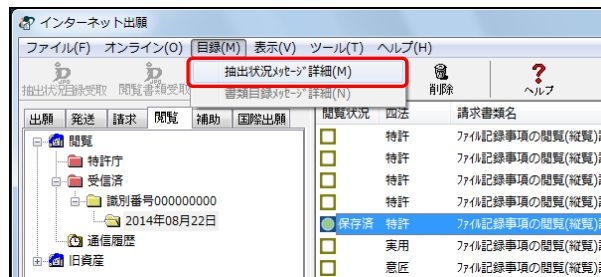 インターネット出願
ファイル(F) オンライン(O) 目録(M) 表示(V) ツール(T) ヘルプ(H)
抽出状況目録受取 閲覧書類受取 削除 ヘルプ
抽出状況ﾒｯｾｰｼﾞ詳細(M)
書類目録ﾒｯｾｰｼﾞ詳細(N)
出願 発送 請求 閲覧 補助 国際出願
閲覧状況 四法 請求書類名
閲覧
特許庁
受信済
識別番号000000000
2014年08月22日
通信履歴
旧資産
特許 ﾌｧｲﾙ記録事項の閲覧(縦覧)
特許 ﾌｧｲﾙ記録事項の閲覧(縦覧)
特許 ﾌｧｲﾙ記録事項の閲覧(縦覧)
特許 ﾌｧｲﾙ記録事項の閲覧(縦覧)
保存済 特許 ﾌｧｲﾙ記録事項の閲覧(縦覧)
実用 ﾌｧｲﾙ記録事項の閲覧(縦覧)
意匠 ﾌｧｲﾙ記録事項の閲覧(縦覧)